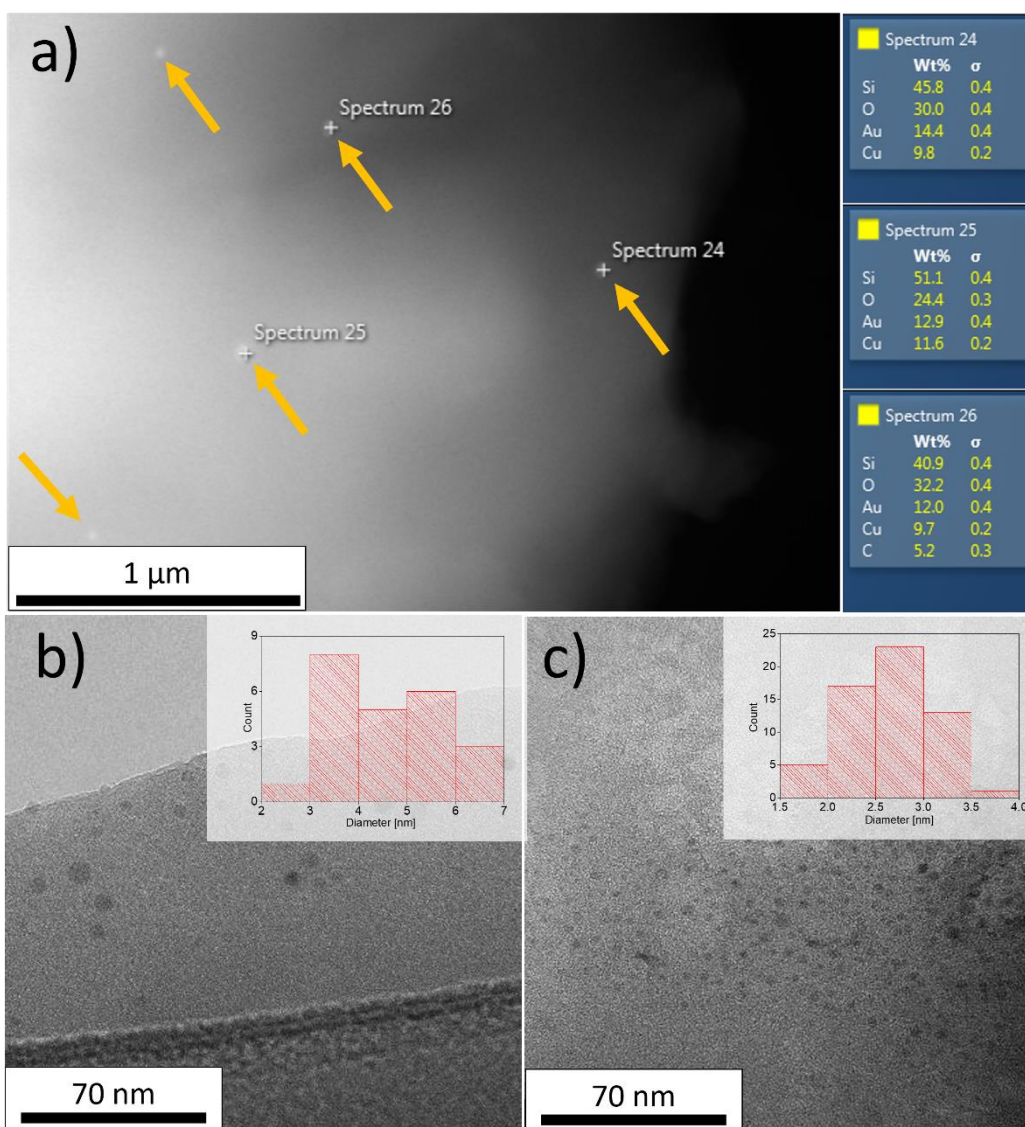 a)
Spectrum 26
Spectrum 24
Spectrum 25
1 µm
Spectrum 24
Wt% σ
Si 45.8 0.4
O 30.0 0.4
Au 14.4 0.4
Cu 9.8 0.2
Spectrum 25
Wt% σ
Si 51.1 0.4
O 24.4 0.3
Au 12.9 0.4
Cu 11.6 0.2
Spectrum 26
Wt% σ
Si 40.9 0.4
O 32.2 0.4
Au 12.0 0.4
Cu 9.7 0.2
C 5.2 0.3
b)
9
6
3
0
Count
2 3 4 5 6 7
Diameter [nm]
70 nm
c)
25
20
15
10
5
0
Count
1.5 2.0 2.5 3.0 3.5 4.0
Diameter [nm]
70 nm